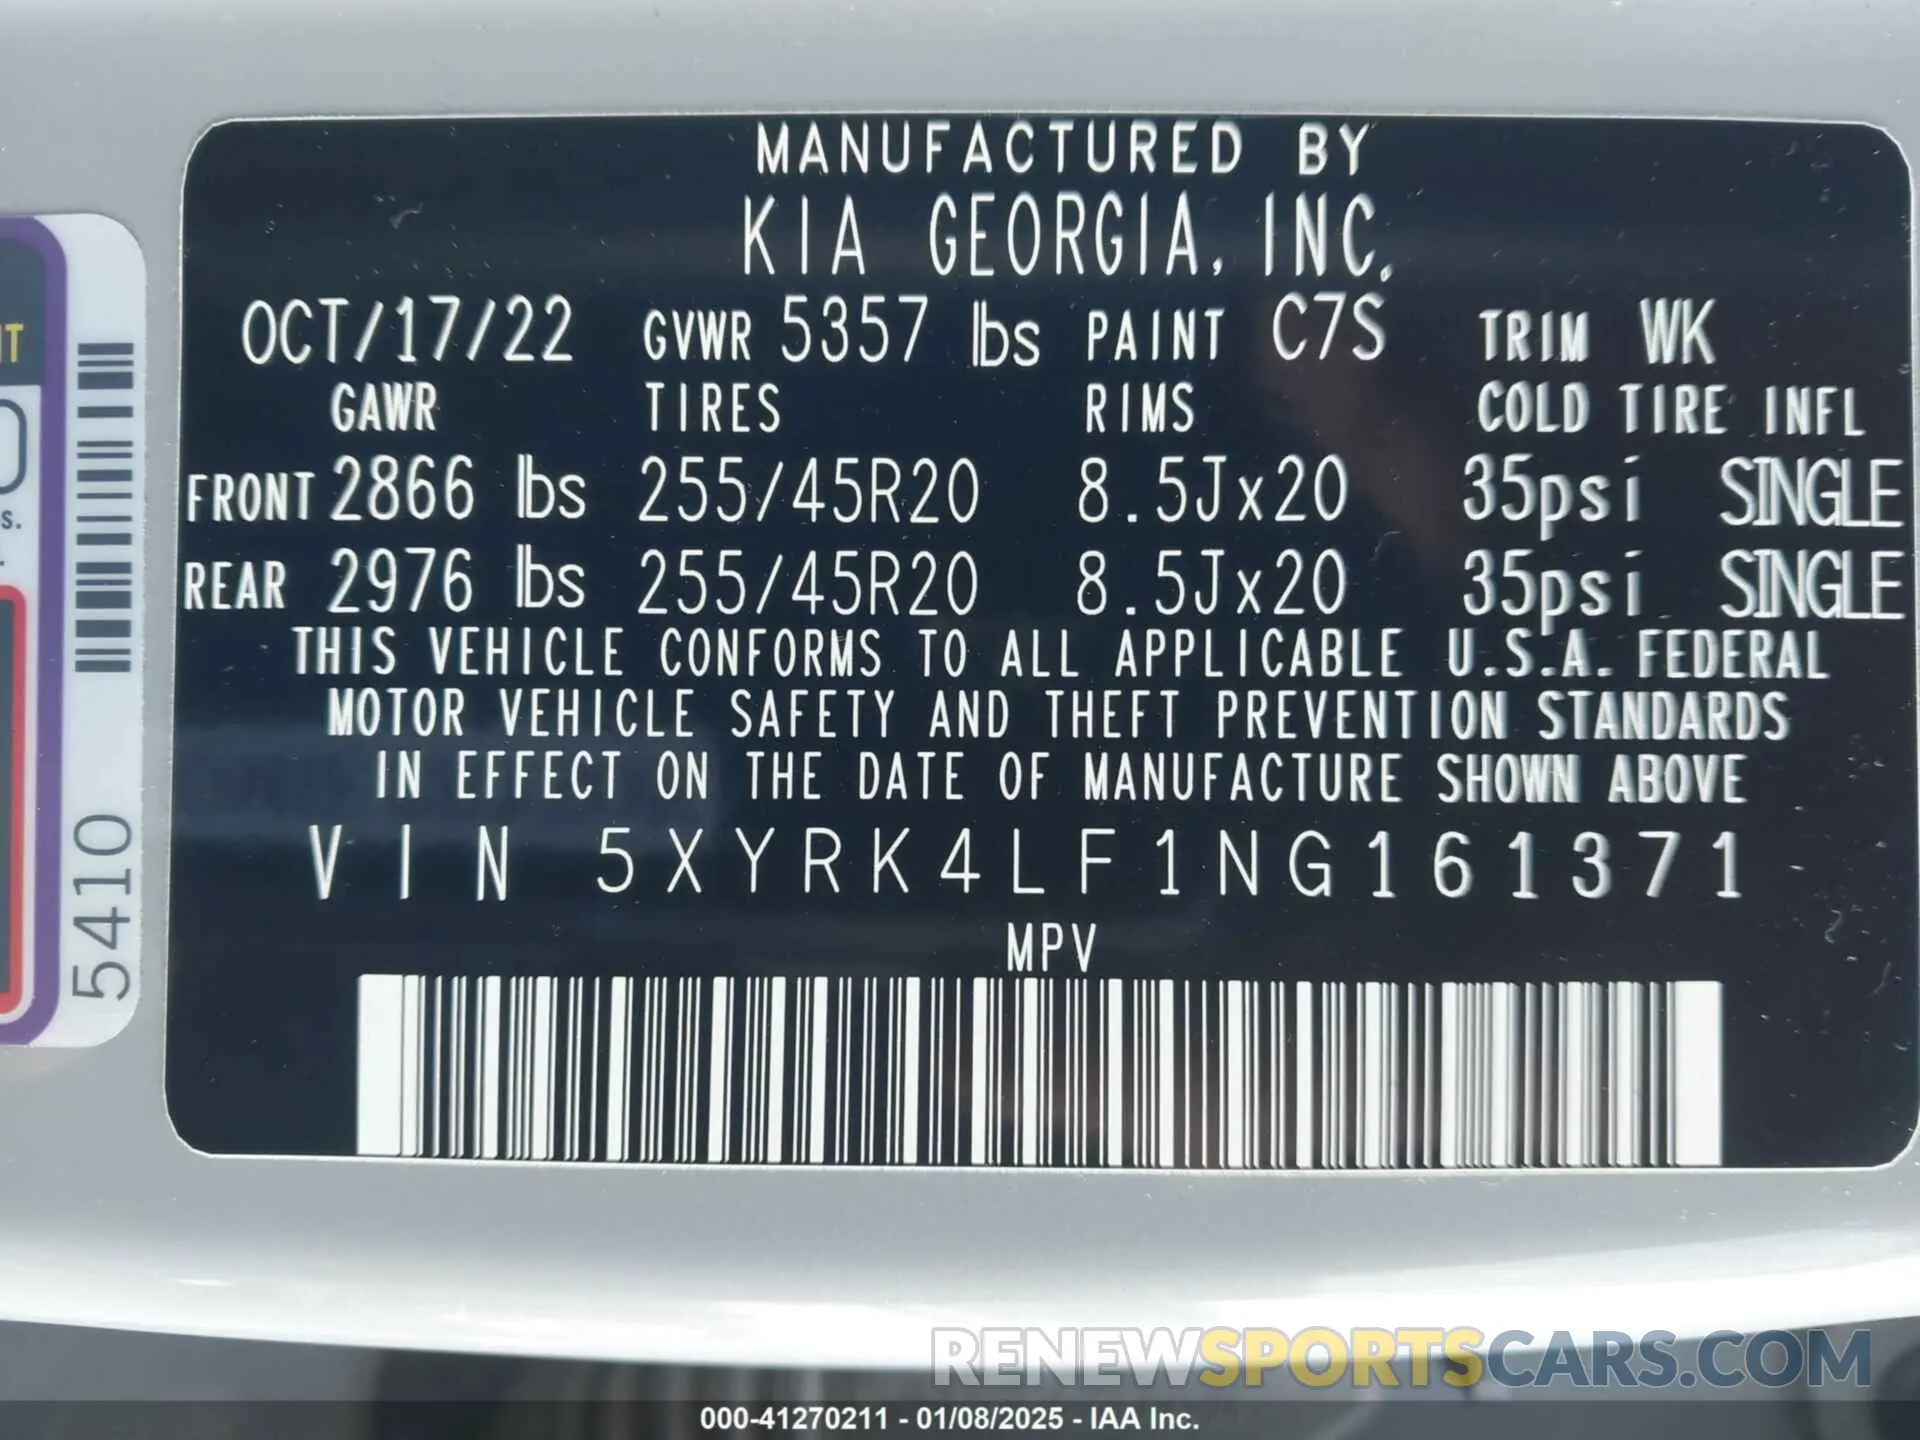 MANUFACTURED BY
KIA GEORGIA, INC.
OCT/17/22 GVWR 5357 lbs PAINT C7S TRIM WK
GAWR TIRES RIMS COLD TIRE INFL
FRONT 2866 lbs 255/45R20 8.5Jx20 35psi SINGLE
REAR 2976 lbs 255/45R20 8.5Jx20 35psi SINGLE
THIS VEHICLE CONFORMS TO ALL APPLICABLE U.S.A. FEDERAL
MOTOR VEHICLE SAFETY AND THEFT PREVENTION STANDARDS
IN EFFECT ON THE DATE OF MANUFACTURE SHOWN ABOVE
VIN 5XYRK4LF1NG161371
MPV
5410
RENEWSPORTSCARS.COM
000-41270211 - 01/08/2025 - IAA Inc.